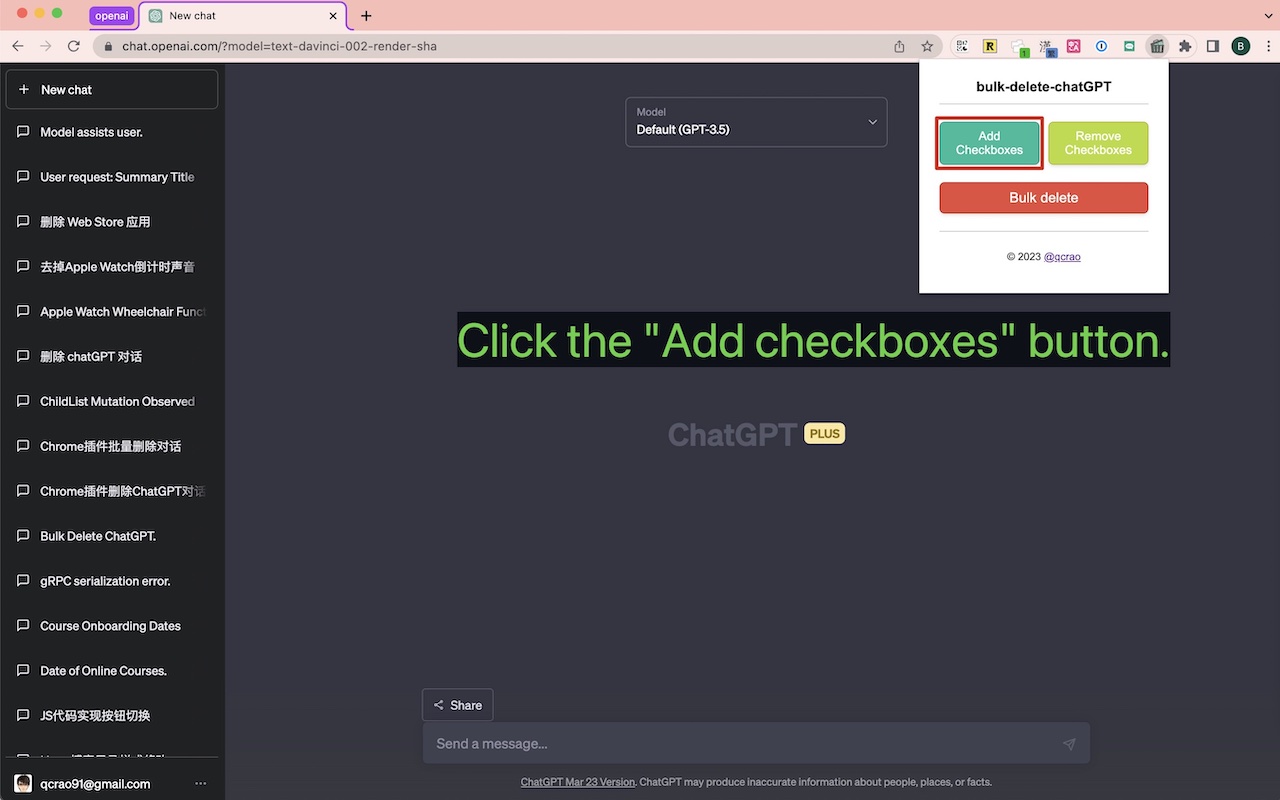 openai
New chat
chat.openai.com/?model=text-davinci-002-render-sha
New chat
Model assists user.
User request: Summary Title
删除 Web Store 应用
去掉Apple Watch倒计时声音
Apple Watch Wheelchair Funct
删除 chatGPT 对话
ChildList Mutation Observed
Chrome插件批量删除对话
Chrome插件删除ChatGPT对话
Bulk Delete ChatGPT.
gRPC serialization error.
Course Onboarding Dates
Date of Online Courses.
JS代码实现按钮切换
qcrao91@gmail.com
Model
Default (GPT-3.5)
bulk-delete-chatGPT
Add
Checkboxes
Remove
Checkboxes
Bulk delete
© 2023 @qcrao
Click the "Add checkboxes" button.
ChatGPT PLUS
Share
Send a message...
ChatGPT Mar 23 Version. ChatGPT may produce inaccurate information about people, places, or facts.